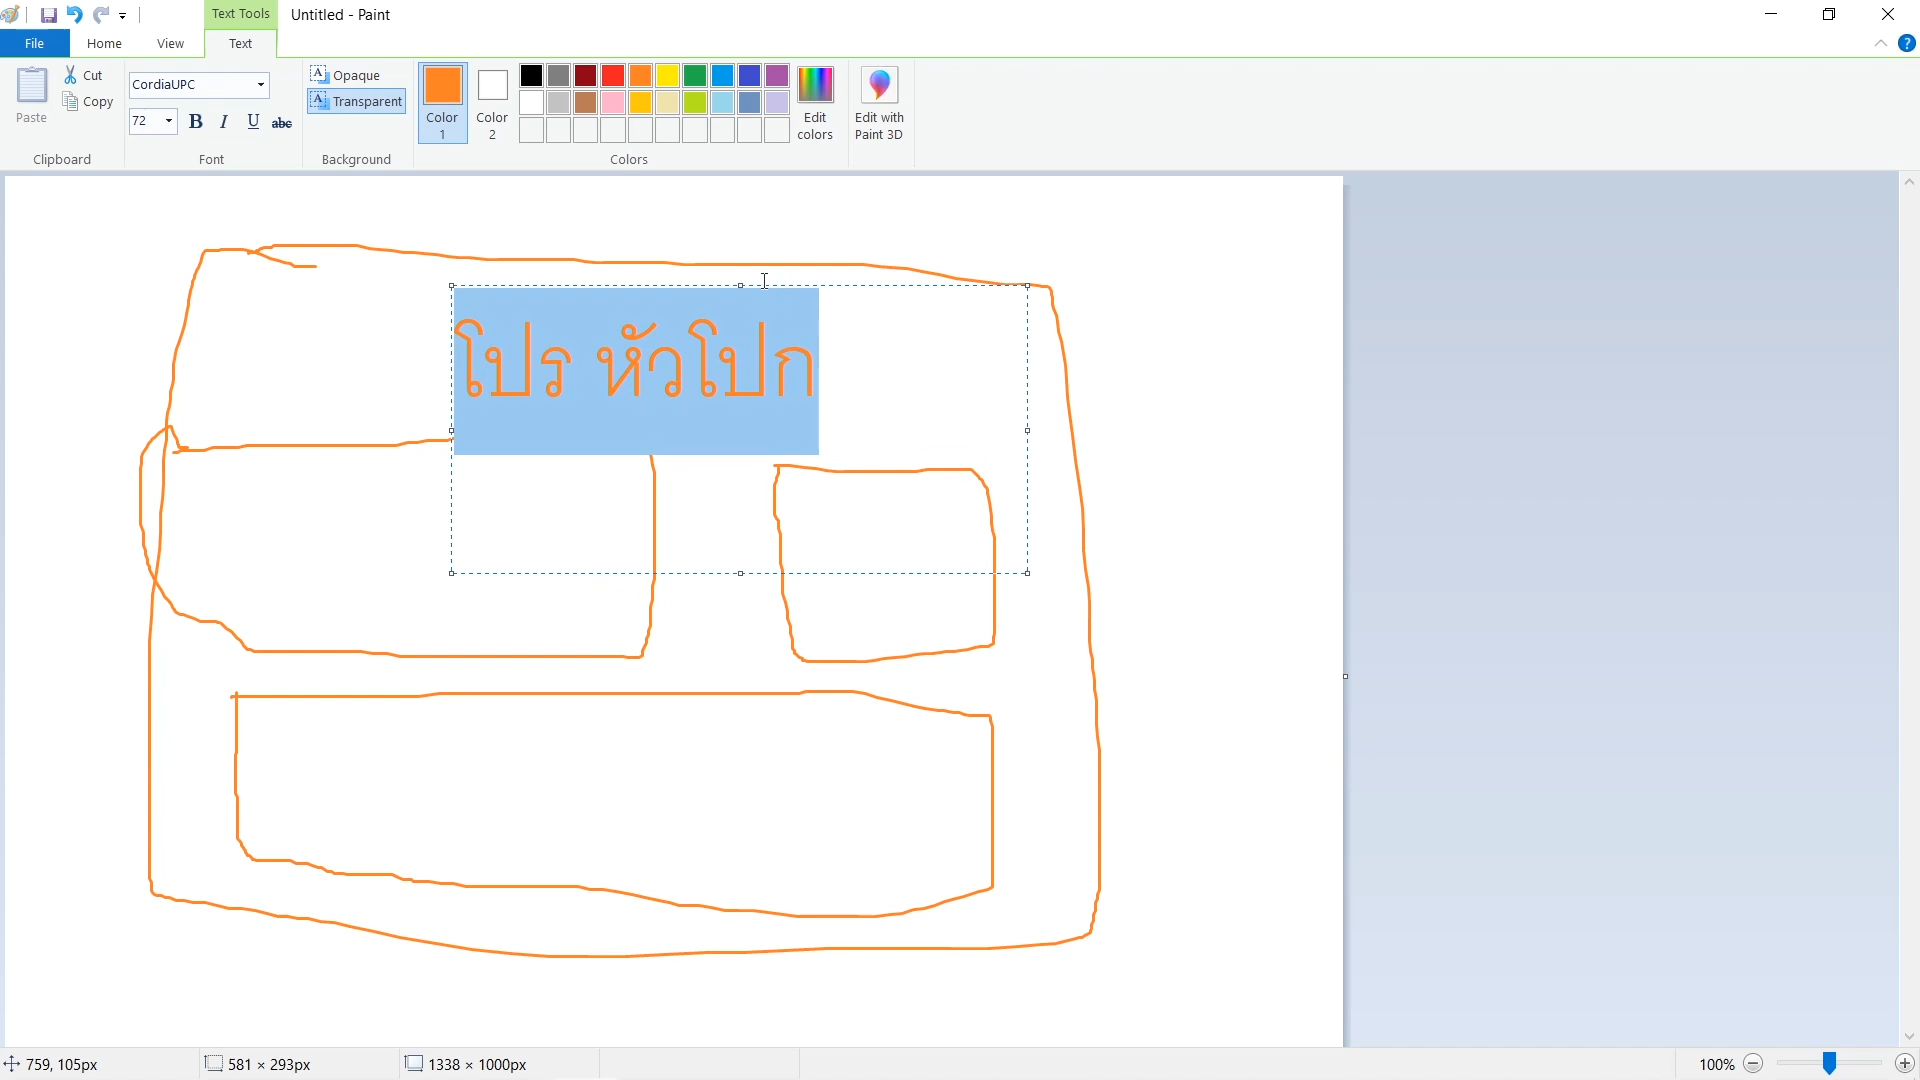 Text Tools
Untitled - Paint
File
Home
View
Text
Paste
Cut
Copy
Clipboard
CordiaUPC
72
B
I
U
abc
Font
A Opaque
A Transparent
Background
Color 1
Color 2
Edit colors
Colors
Edit with Paint 3D
โปร หัวโปก
759, 105px
581 × 293px
1338 × 1000px
100%